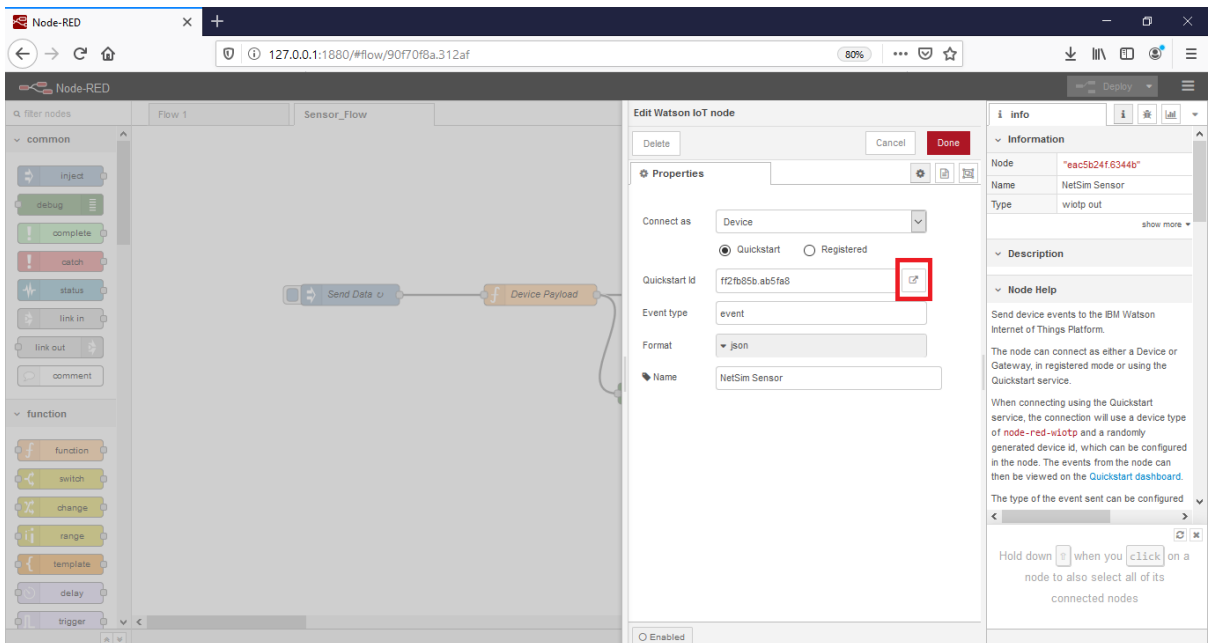 Node-RED
127.0.0.1:1880/#flow/90f70f8a.312af
80%
Node-RED
Deploy
filter nodes
common
inject
debug
complete
catch
status
link in
link out
comment
function
function
switch
change
range
template
delay
trigger
Flow 1
Sensor_Flow
Send Data ↻
Device Payload
Edit Watson IoT node
Delete
Cancel
Done
Properties
Connect as
Device
Quickstart
Registered
Quickstart Id
ff2fb85b.ab5fa8
Event type
event
Format
json
Name
NetSim Sensor
Enabled
i info
i
Information
Node "eac5b24f.6344b"
Name NetSim Sensor
Type wiotp out
show more
Description
Node Help
Send device events to the IBM Watson
Internet of Things Platform.
The node can connect as either a Device or
Gateway, in registered mode or using the
Quickstart service.
When connecting using the Quickstart
service, the connection will use a device type
of node-red-wiotp and a randomly
generated device id, which can be configured
in the node. The events from the node can
then be viewed on the Quickstart dashboard.
The type of the event sent can be configured
Hold down ⇧ when you click on a
node to also select all of its
connected nodes